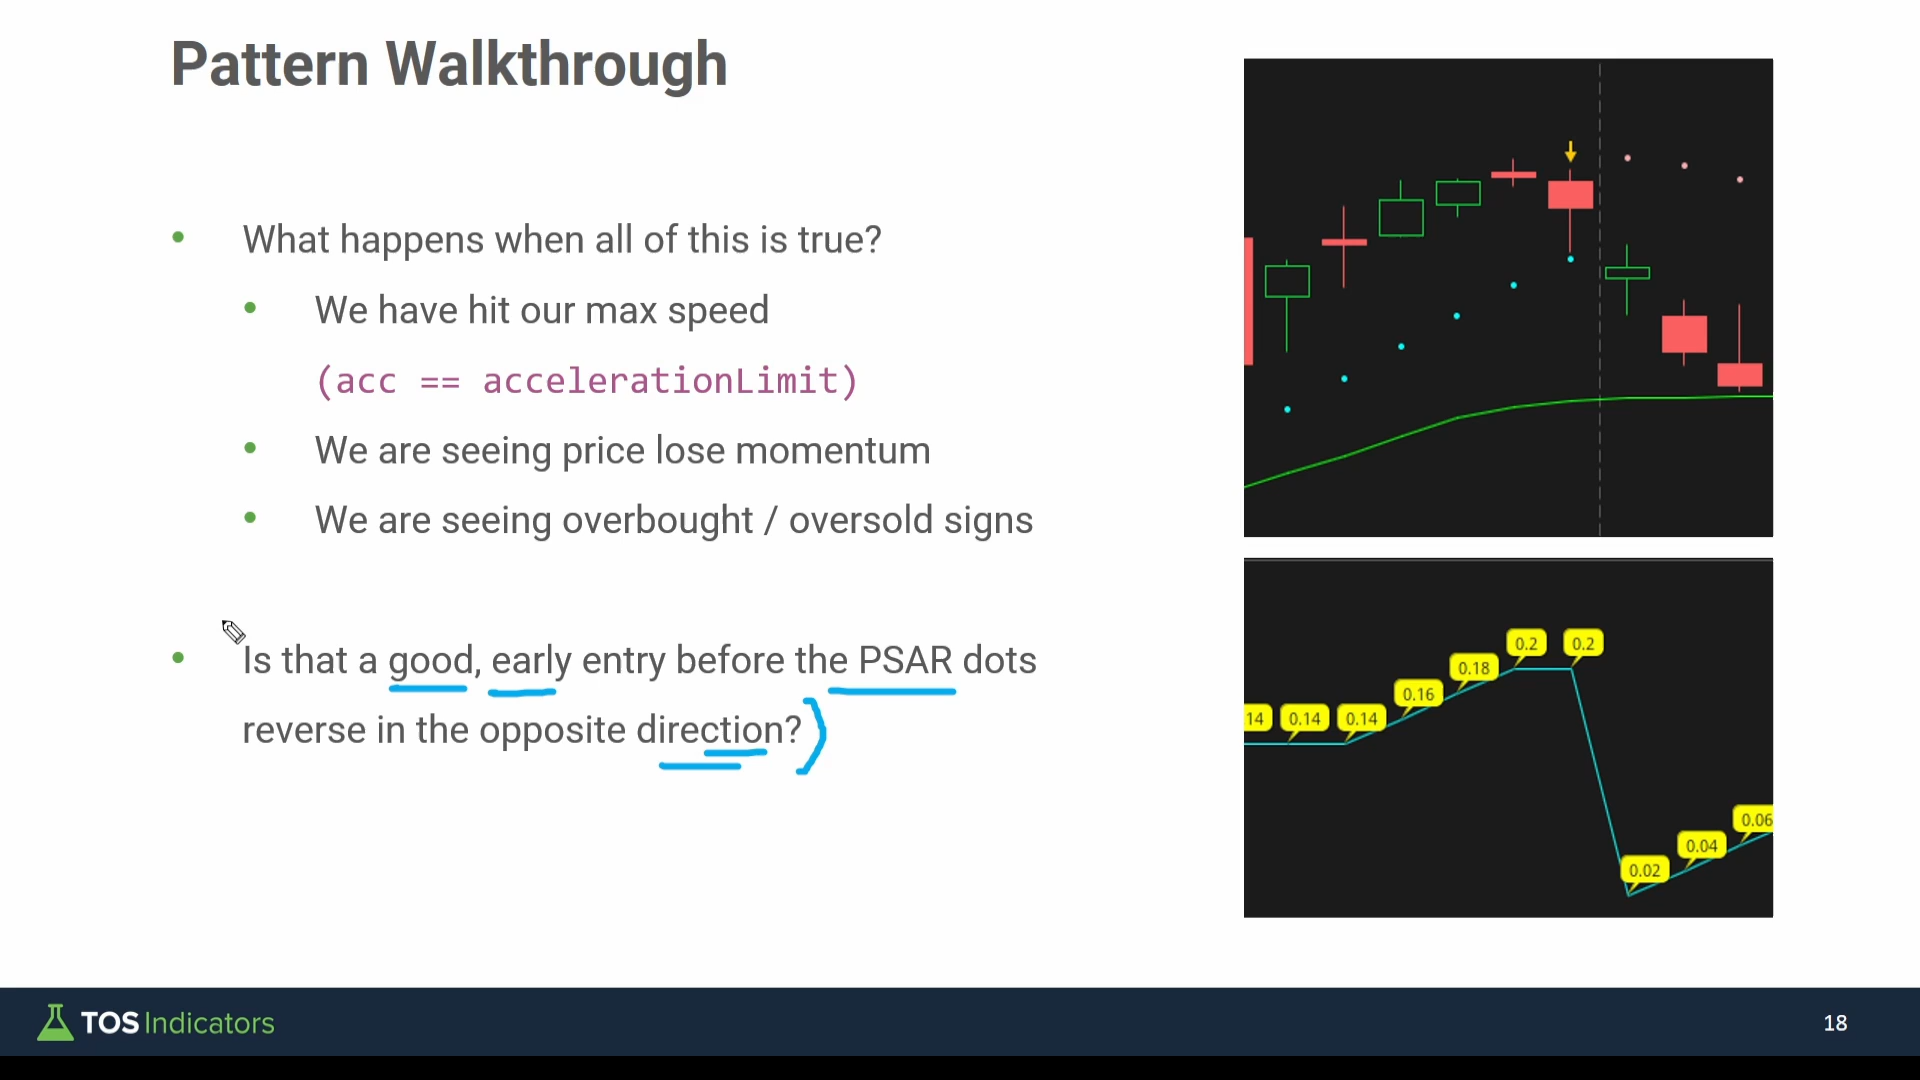 Pattern Walkthrough
What happens when all of this is true?
We have hit our max speed
(acc == accelerationLimit)
We are seeing price lose momentum
We are seeing overbought / oversold signs
Is that a good, early entry before the PSAR dots
reverse in the opposite direction?
14 0.14 0.14 0.16 0.18 0.2 0.2
0.02 0.04 0.06
TOS Indicators
18